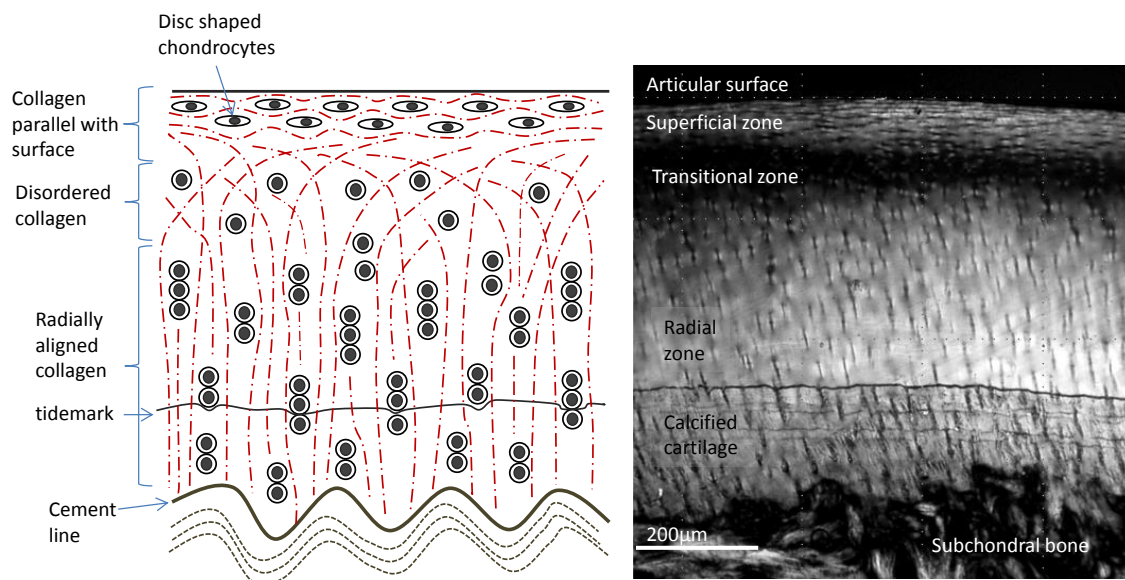 Disc shaped
chondrocytes
Collagen
parallel with
surface
Disordered
collagen
Radially
aligned
collagen
tidemark
Cement
line
Articular surface
Superficial zone
Transitional zone
Radial
zone
Calcified
cartilage
200µm
Subchondral bone